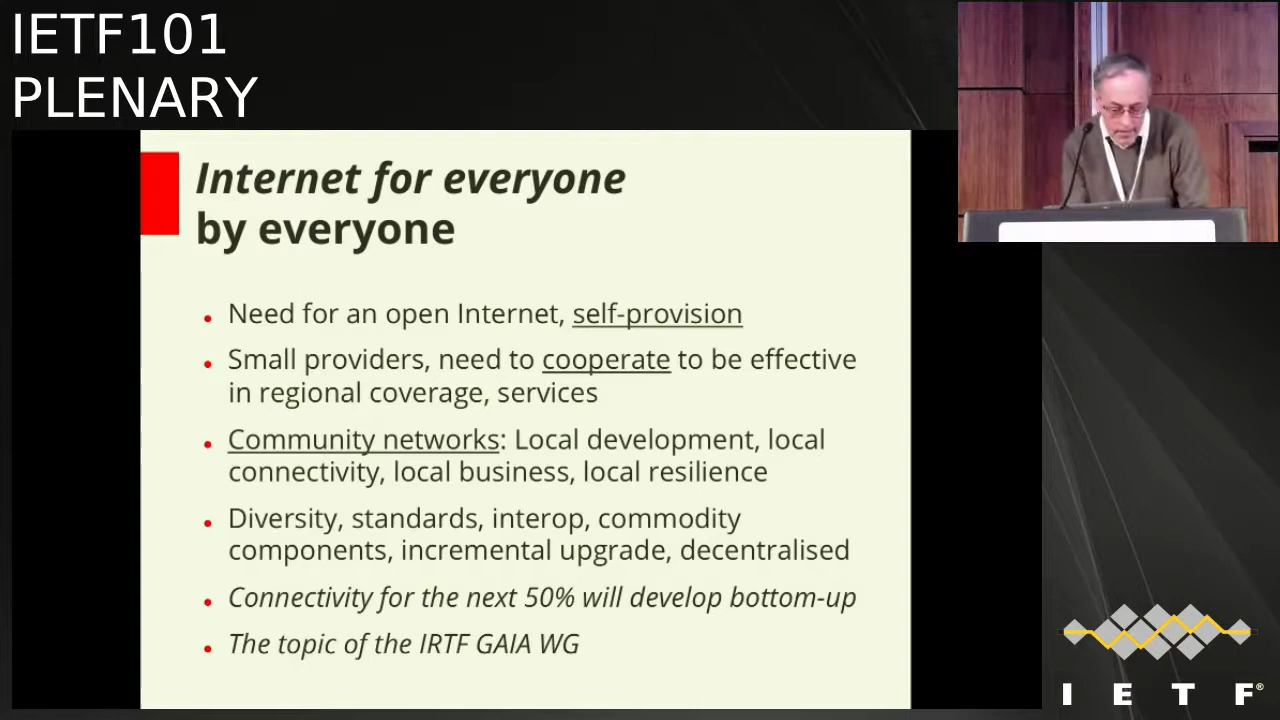 IETF101
PLENARY
Internet for everyone
by everyone
• Need for an open Internet, self-provision
• Small providers, need to cooperate to be effective
in regional coverage, services
• Community networks: Local development, local
connectivity, local business, local resilience
• Diversity, standards, interop, commodity
components, incremental upgrade, decentralised
• Connectivity for the next 50% will develop bottom-up
• The topic of the IRTF GAIA WG
I E T F®